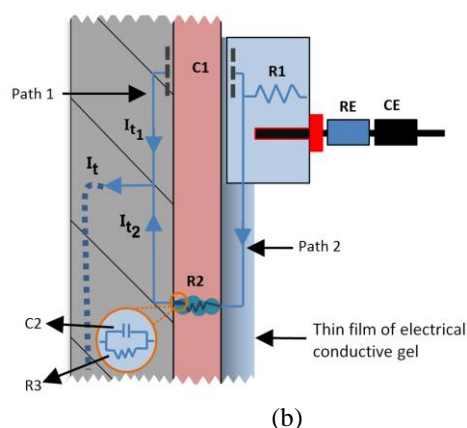 C1
R1
RE
CE
Path 1
It1
It
It2
Path 2
R2
C2
R3
Thin film of electrical
conductive gel
(b)